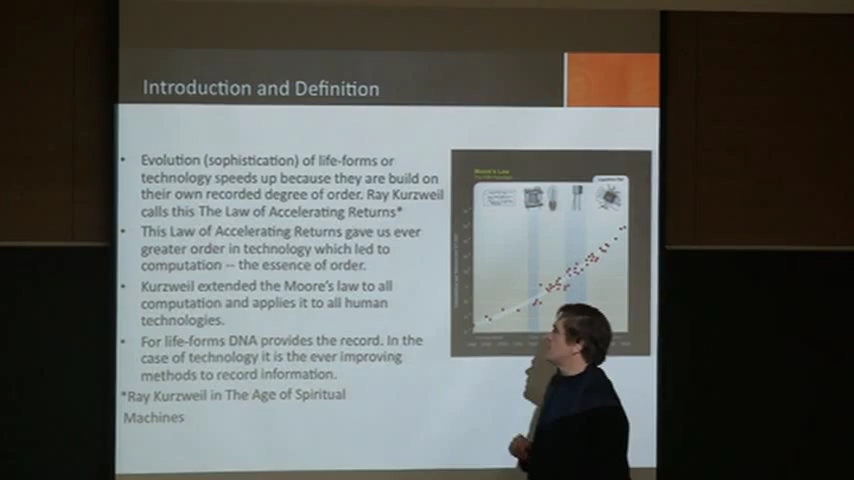 Introduction and Definition
• Evolution (sophistication) of life-forms or
technology speeds up because they are build on
their own recorded degree of order. Ray Kurzweil
calls this The Law of Accelerating Returns*
• This Law of Accelerating Returns gave us ever
greater order in technology which led to
computation -- the essence of order.
• Kurzweil extended the Moore's law to all
computation and applies it to all human
technologies.
• For life-forms DNA provides the record. In the
case of technology it is the ever improving
methods to record information.
*Ray Kurzweil in The Age of Spiritual
Machines
Moore's Law